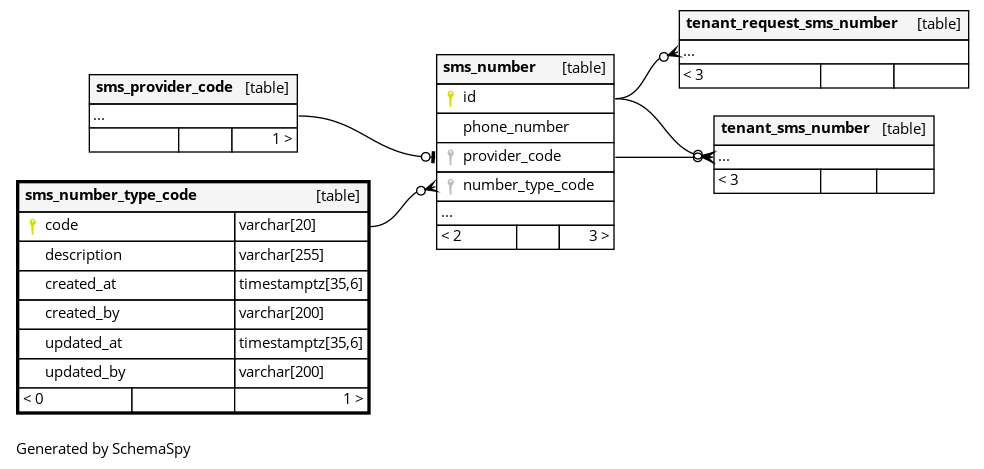 tenant_request_sms_number [table]
...
< 3
sms_number [table]
id
phone_number
provider_code
number_type_code
...
< 2 3 >
sms_provider_code [table]
...
1 >
tenant_sms_number [table]
...
< 3
sms_number_type_code [table]
code varchar[20]
description varchar[255]
created_at timestamptz[35,6]
created_by varchar[200]
updated_at timestamptz[35,6]
updated_by varchar[200]
< 0 1 >
Generated by SchemaSpy